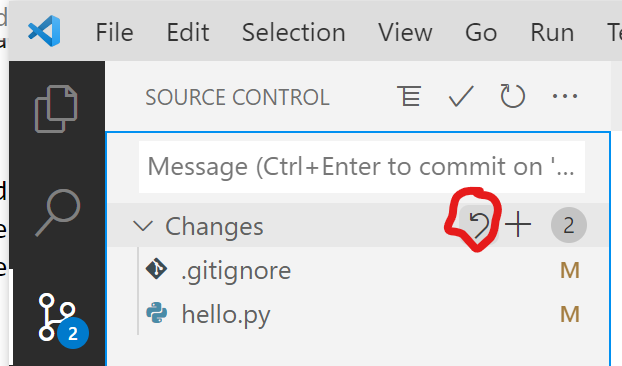 File Edit Selection View Go Run
SOURCE CONTROL
Message (Ctrl+Enter to commit on '...
Changes 2
.gitignore M
hello.py M
2